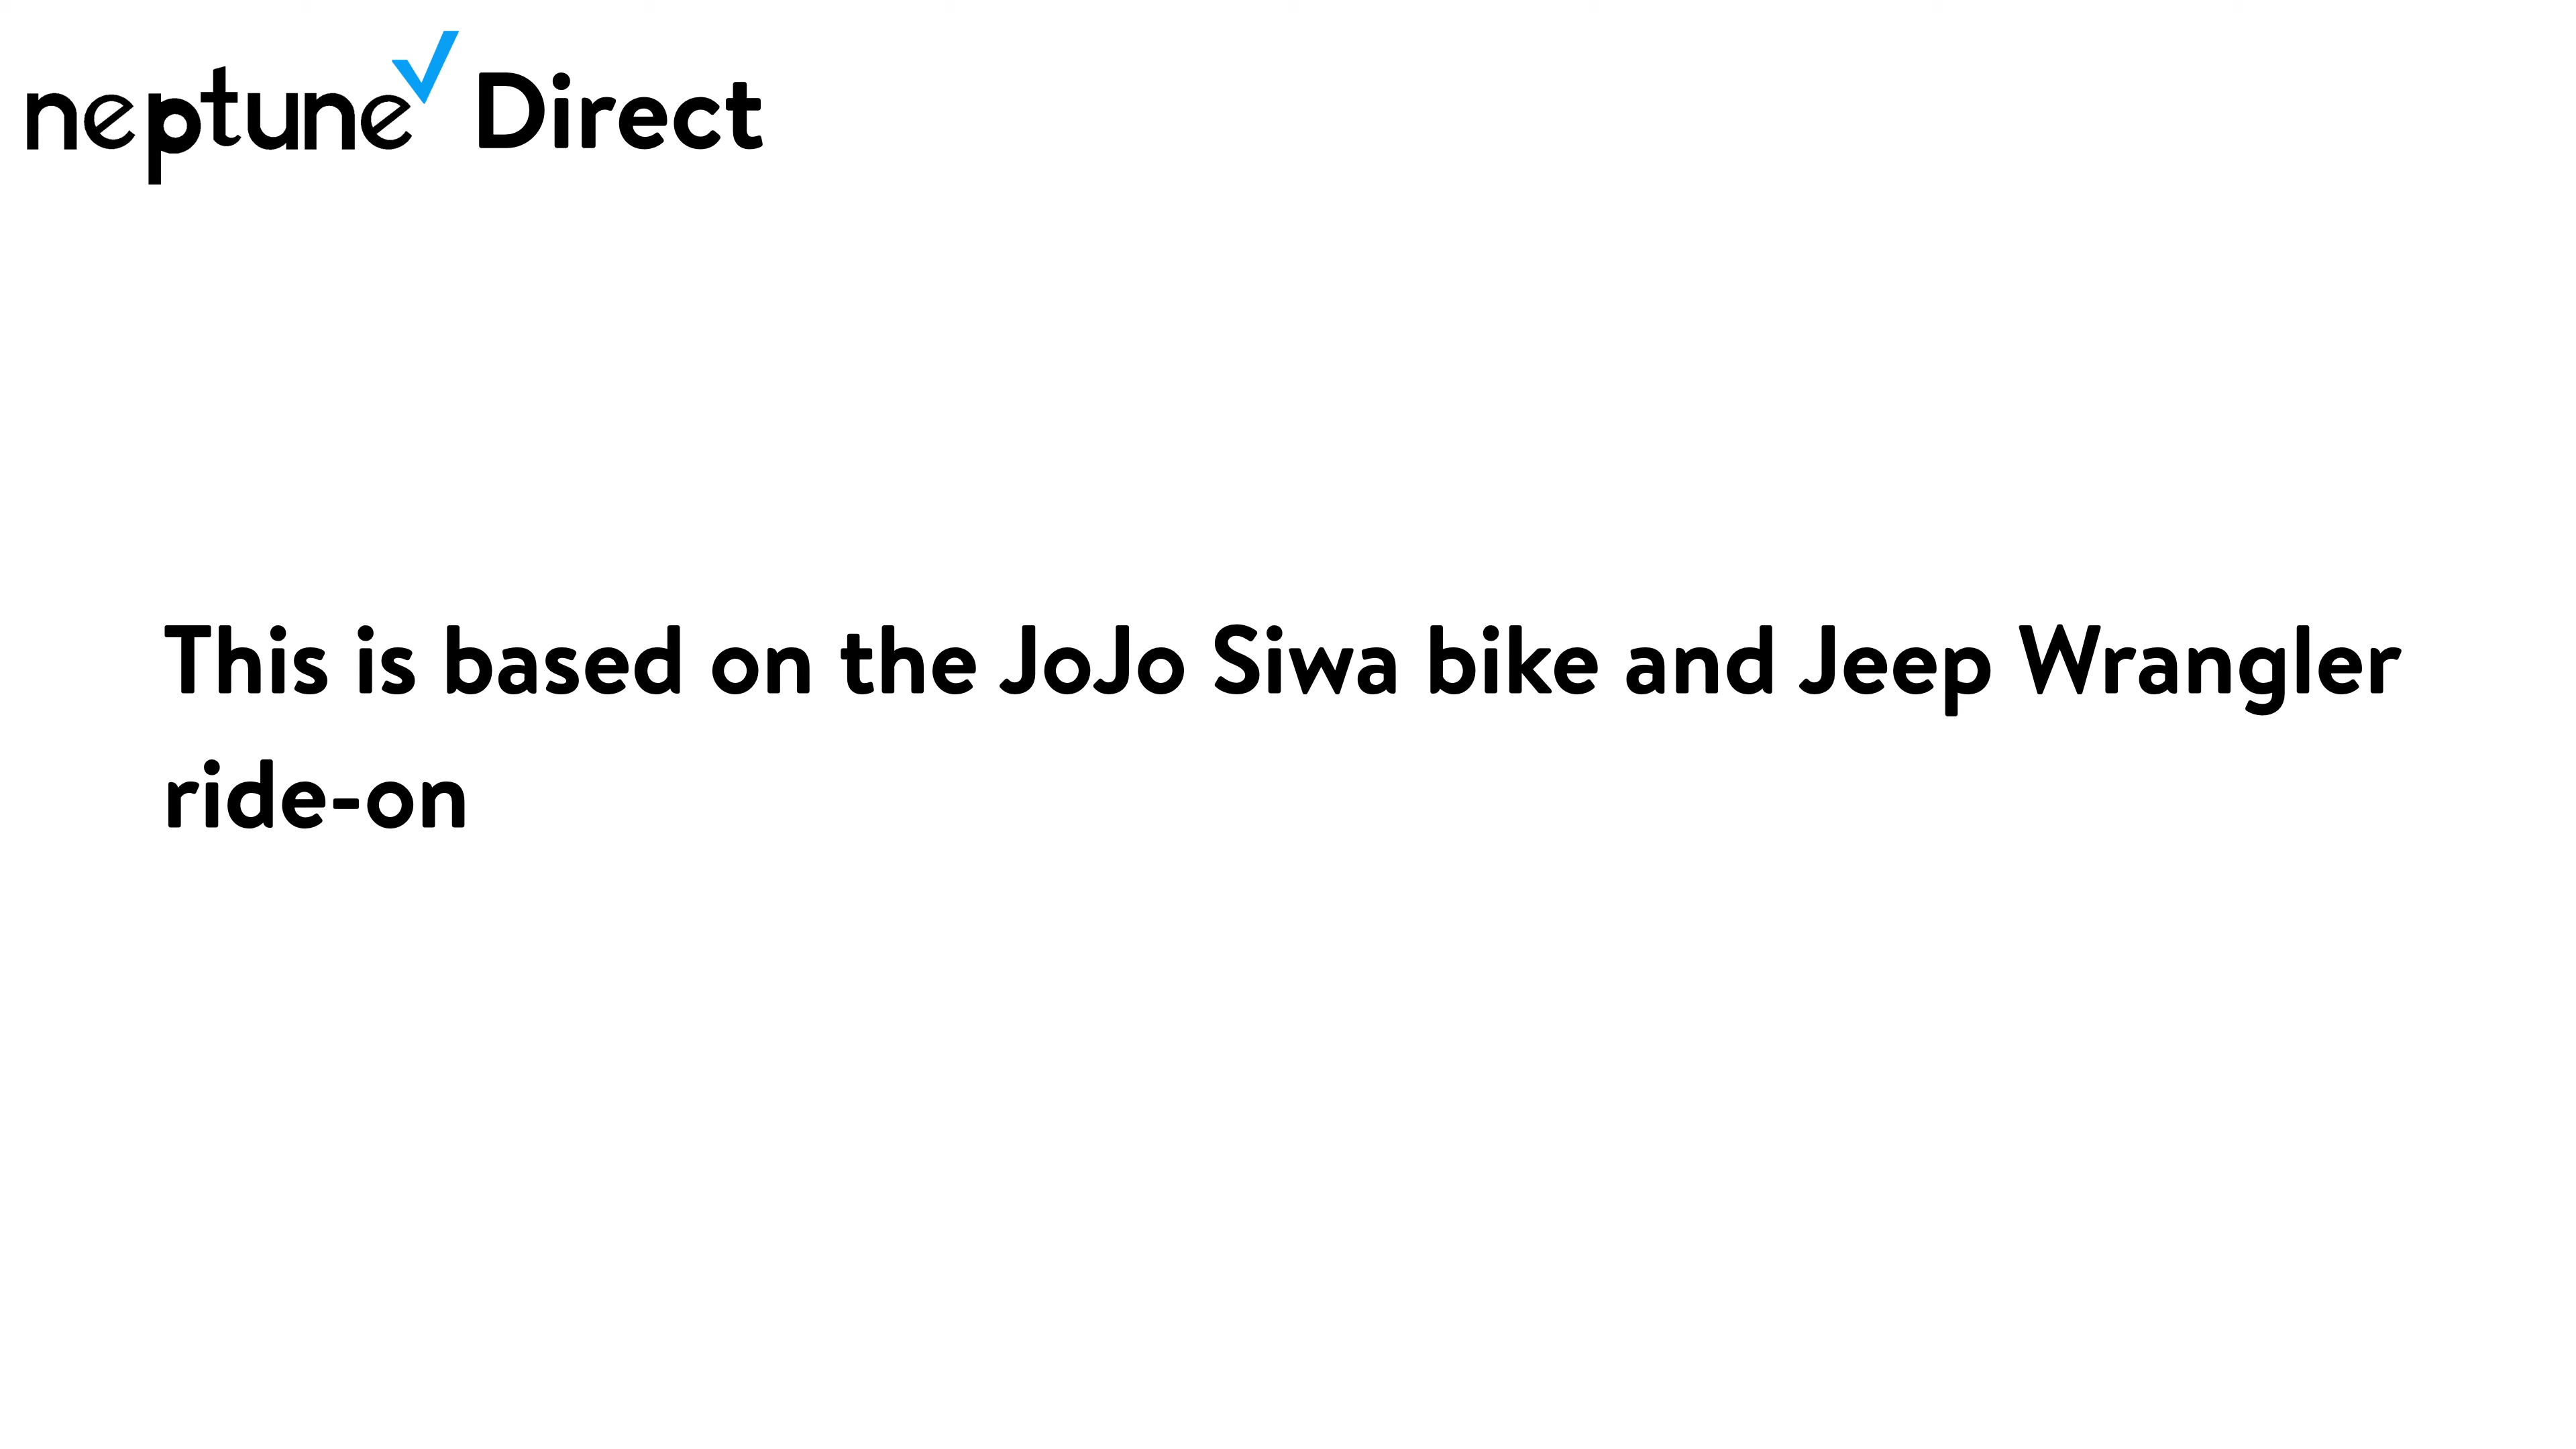 neptune Direct
This is based on the JoJo Siwa bike and Jeep Wrangler
ride-on